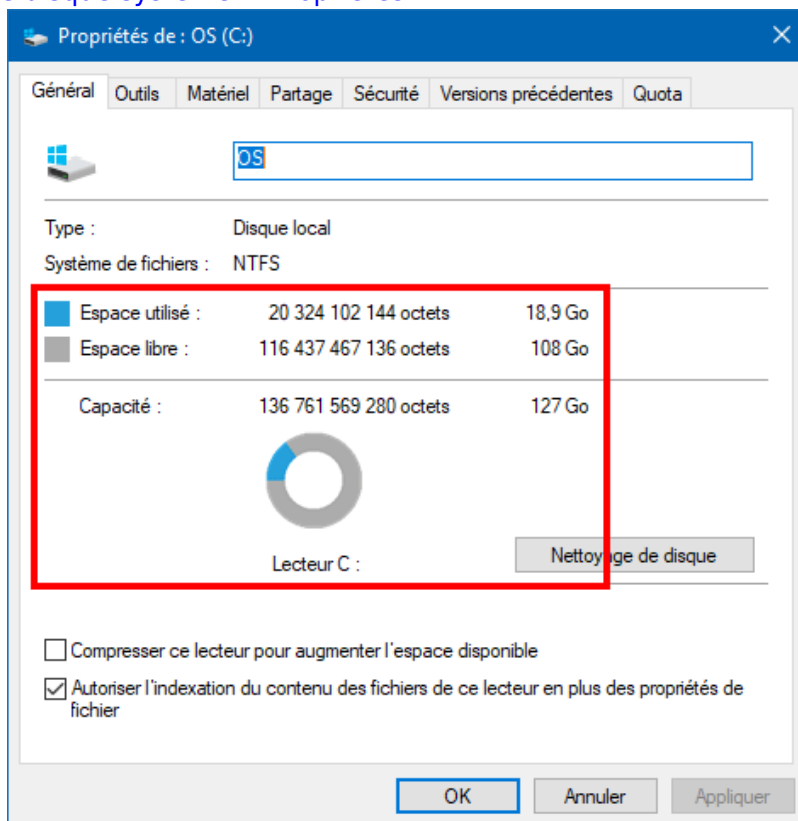 Propriétés de : OS (C:)
Général Outils Matériel Partage Sécurité Versions précédentes Quota
OS
Type : Disque local
Système de fichiers : NTFS
Espace utilisé : 20 324 102 144 octets 18,9 Go
Espace libre : 116 437 467 136 octets 108 Go
Capacité : 136 761 569 280 octets 127 Go
Lecteur C :
Nettoyage de disque
Compresser ce lecteur pour augmenter l'espace disponible
Autoriser l'indexation du contenu des fichiers de ce lecteur en plus des propriétés de
fichier
OK Annuler Appliquer